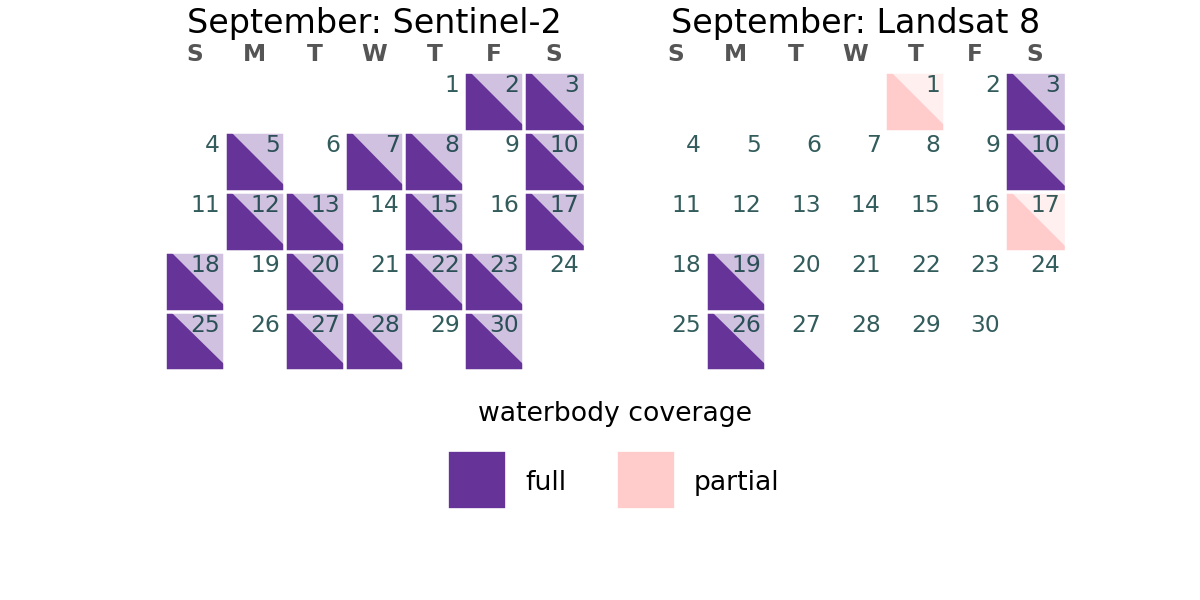 September: Sentinel-2
S M T W T F S
1 2 3
4 5 6 7 8 9 10
11 12 13 14 15 16 17
18 19 20 21 22 23 24
25 26 27 28 29 30
September: Landsat 8
S M T W T F S
1 2 3
4 5 6 7 8 9 10
11 12 13 14 15 16 17
18 19 20 21 22 23 24
25 26 27 28 29 30
waterbody coverage
full partial